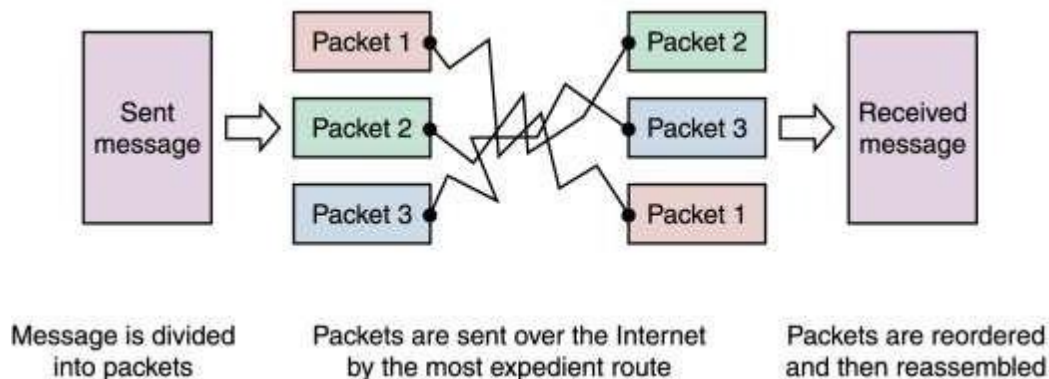 Sent
message
Packet 1
Packet 2
Packet 3
Packet 2
Packet 3
Packet 1
Received
message
Message is divided
into packets
Packets are sent over the Internet
by the most expedient route
Packets are reordered
and then reassembled